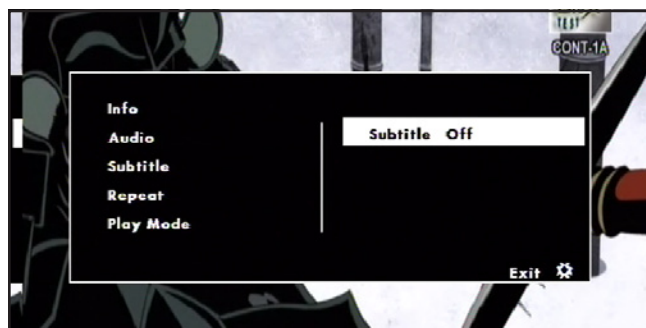 TEST
CONT-1A
Info
Audio
Subtitle Off
Subtitle
Repeat
Play Mode
Exit